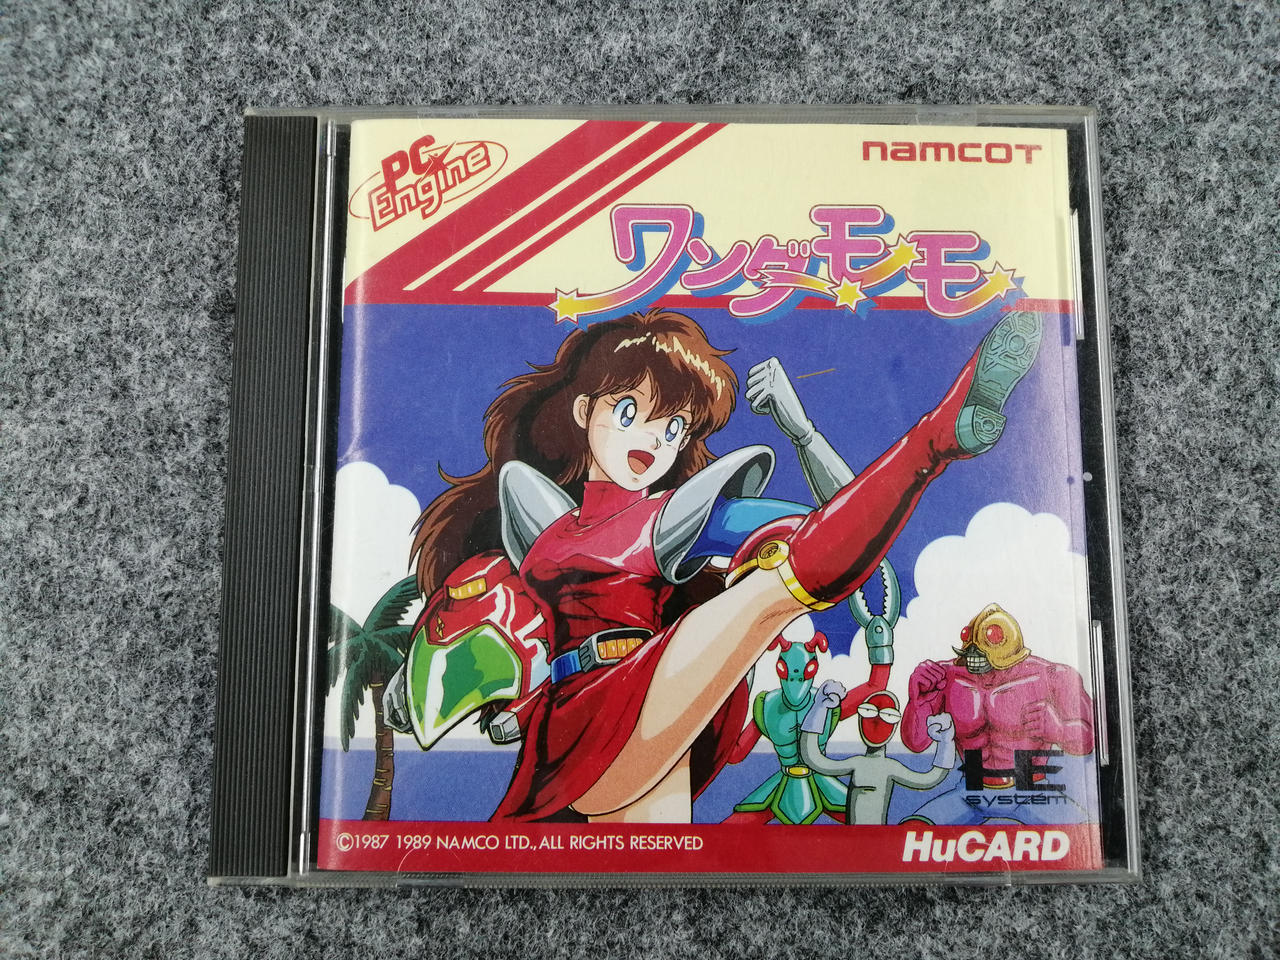 PC Engine
namcot
ワンダーモモ
HE
system
©1987 1989 NAMCO LTD., ALL RIGHTS RESERVED
HuCARD